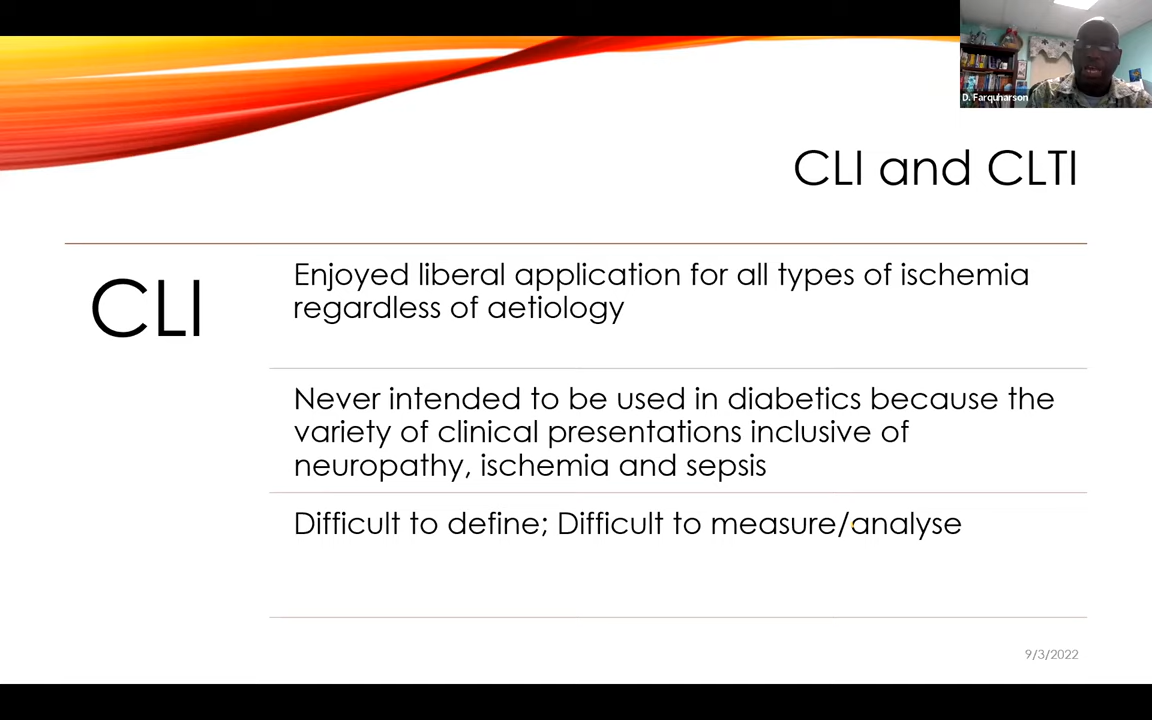 D. Farquharson
CLI and CLTI
CLI
Enjoyed liberal application for all types of ischemia
regardless of aetiology
Never intended to be used in diabetics because the
variety of clinical presentations inclusive of
neuropathy, ischemia and sepsis
Difficult to define; Difficult to measure/analyse
9/3/2022